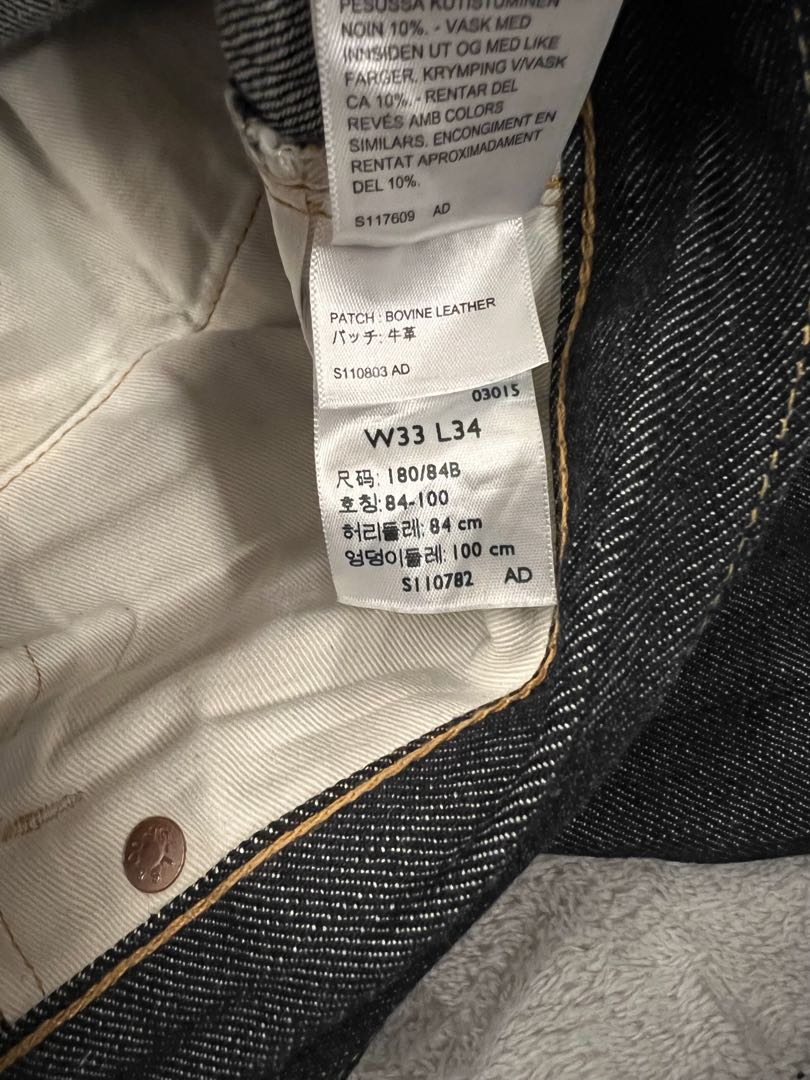 PESUSSA KUTISTUMINEN
NOIN 10%. - VASK MED
INNSIDEN UT OG MED LIKE
FARGER, KRYMPING V/VASK
CA 10%. - RENTAR DEL
REVÉS AMB COLORS
SIMILARS. ENCONGIMENT EN
RENTAT APROXIMADAMENT
DEL 10%.
S117609 AD
PATCH : BOVINE LEATHER
パッチ: 牛革
S110803 AD
03015
W33 L34
尺码: 180/84B
호칭: 84-100
허리둘레: 84 cm
엉덩이둘레: 100 cm
S110782 AD